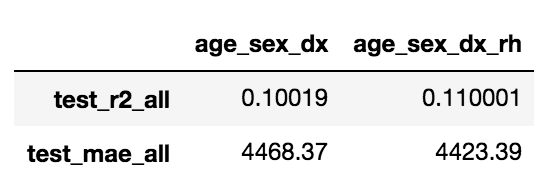 age_sex_dx age_sex_dx_rh
test_r2_all 0.10019 0.110001
test_mae_all 4468.37 4423.39